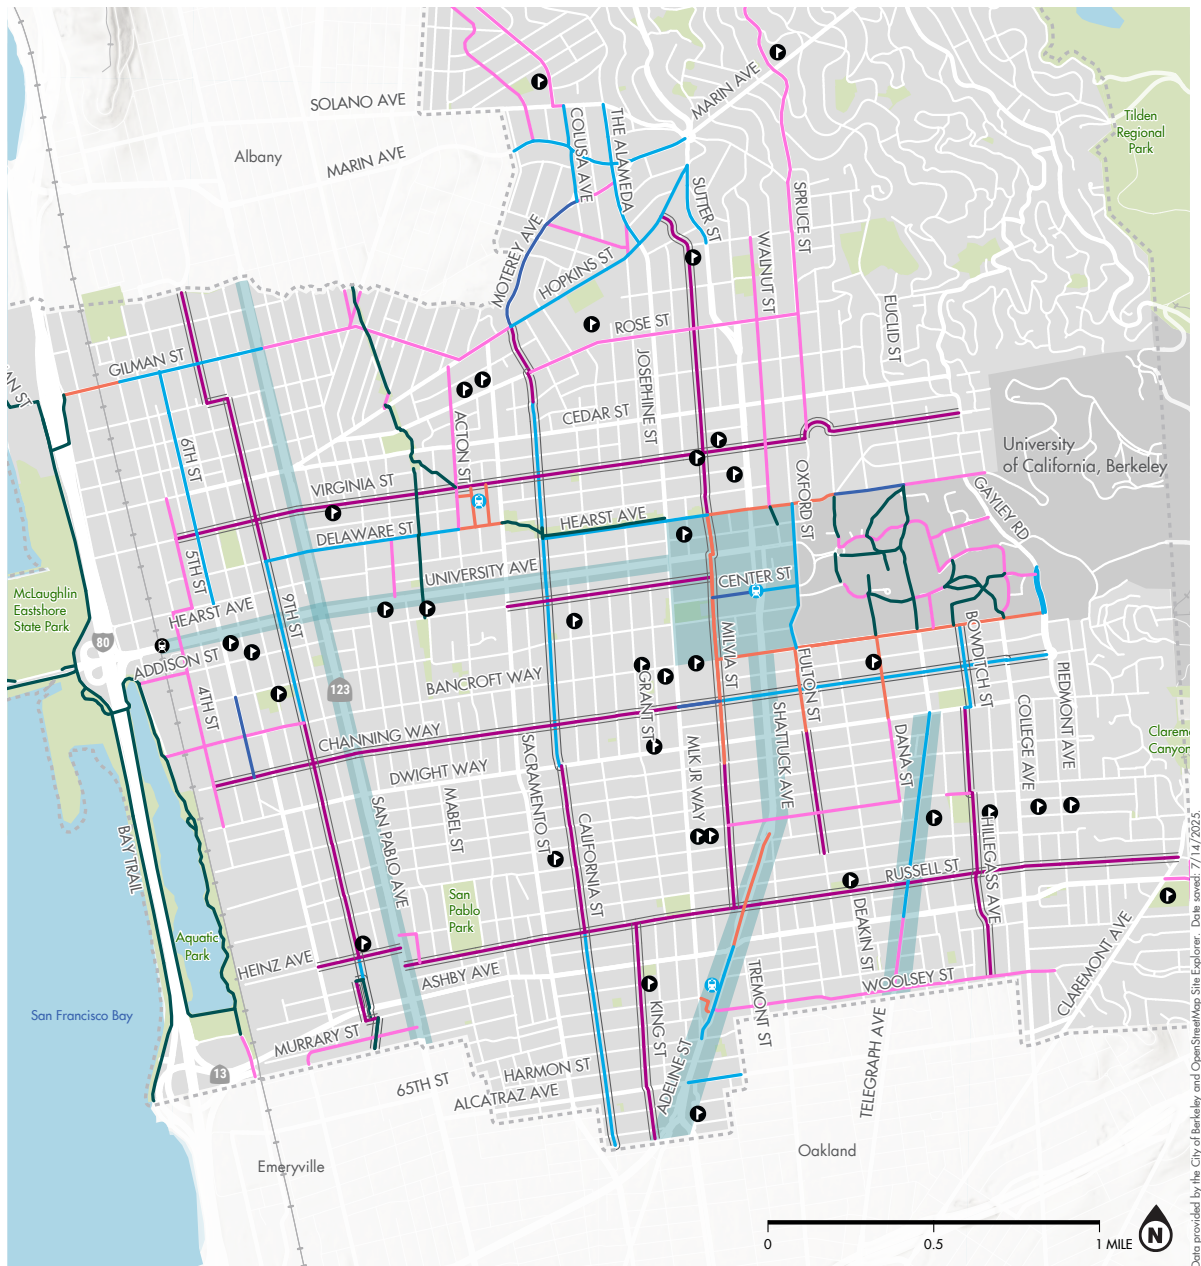 SOLANO AVE
MARIN AVE
Albany
MARIN AVE
COLUSA AVE
THE ALAMEDA
SUTTER ST
SPRUCE ST
Tilden
Regional
Park
MOTEREY AVE
HOPKINS ST
WALNUT ST
EUCLID ST
ROSE ST
GILMAN ST
JOSEPHINE ST
CEDAR ST
ACTON ST
6TH ST
VIRGINIA ST
OXFORD ST
University
of California, Berkeley
GAYLEY RD
DELAWARE ST
HEARST AVE
5TH ST
UNIVERSITY AVE
CENTER ST
McLaughlin
Eastshore
State Park
HEARST AVE
9TH ST
80
ADDISON ST
MILVIA ST
BOWDITCH ST
BANCROFT WAY
GRANT ST
FULTON ST
PIEDMONT AVE
123
4TH ST
SHATTUCK AVE
COLLEGE AVE
CHANNING WAY
DANA ST
Clarem
Canyon
DWIGHT WAY
SACRAMENTO ST
MLK JR WAY
SAN PABLO AVE
MABEL ST
BAY TRAIL
CALIFORNIA ST
HILLEGASS AVE
RUSSELL ST
San
Pablo
Park
DEAKIN ST
Aquatic
Park
HEINZ AVE
ASHBY AVE
TREMONT ST
WOOLSEY ST
CLAREMONT AVE
San Francisco Bay
KING ST
MURRARY ST
ADELINE ST
TELEGRAPH AVE
13
65TH ST
HARMON ST
ALCATRAZ AVE
Emeryville
Oakland
0
0.5
1 MILE
N
Data provided by the City of Berkeley and OpenStreetMap Site Explorer. Date saved: 7/14/2025.